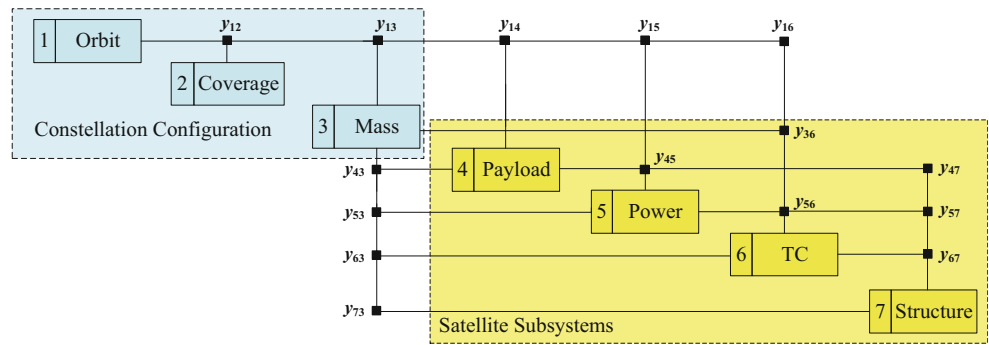 y12 y13 y14 y15 y16
1 Orbit
2 Coverage
3 Mass
Constellation Configuration
y36
y43 4 Payload y45 y47
y53 5 Power y56 y57
y63 6 TC y67
y73 7 Structure
Satellite Subsystems